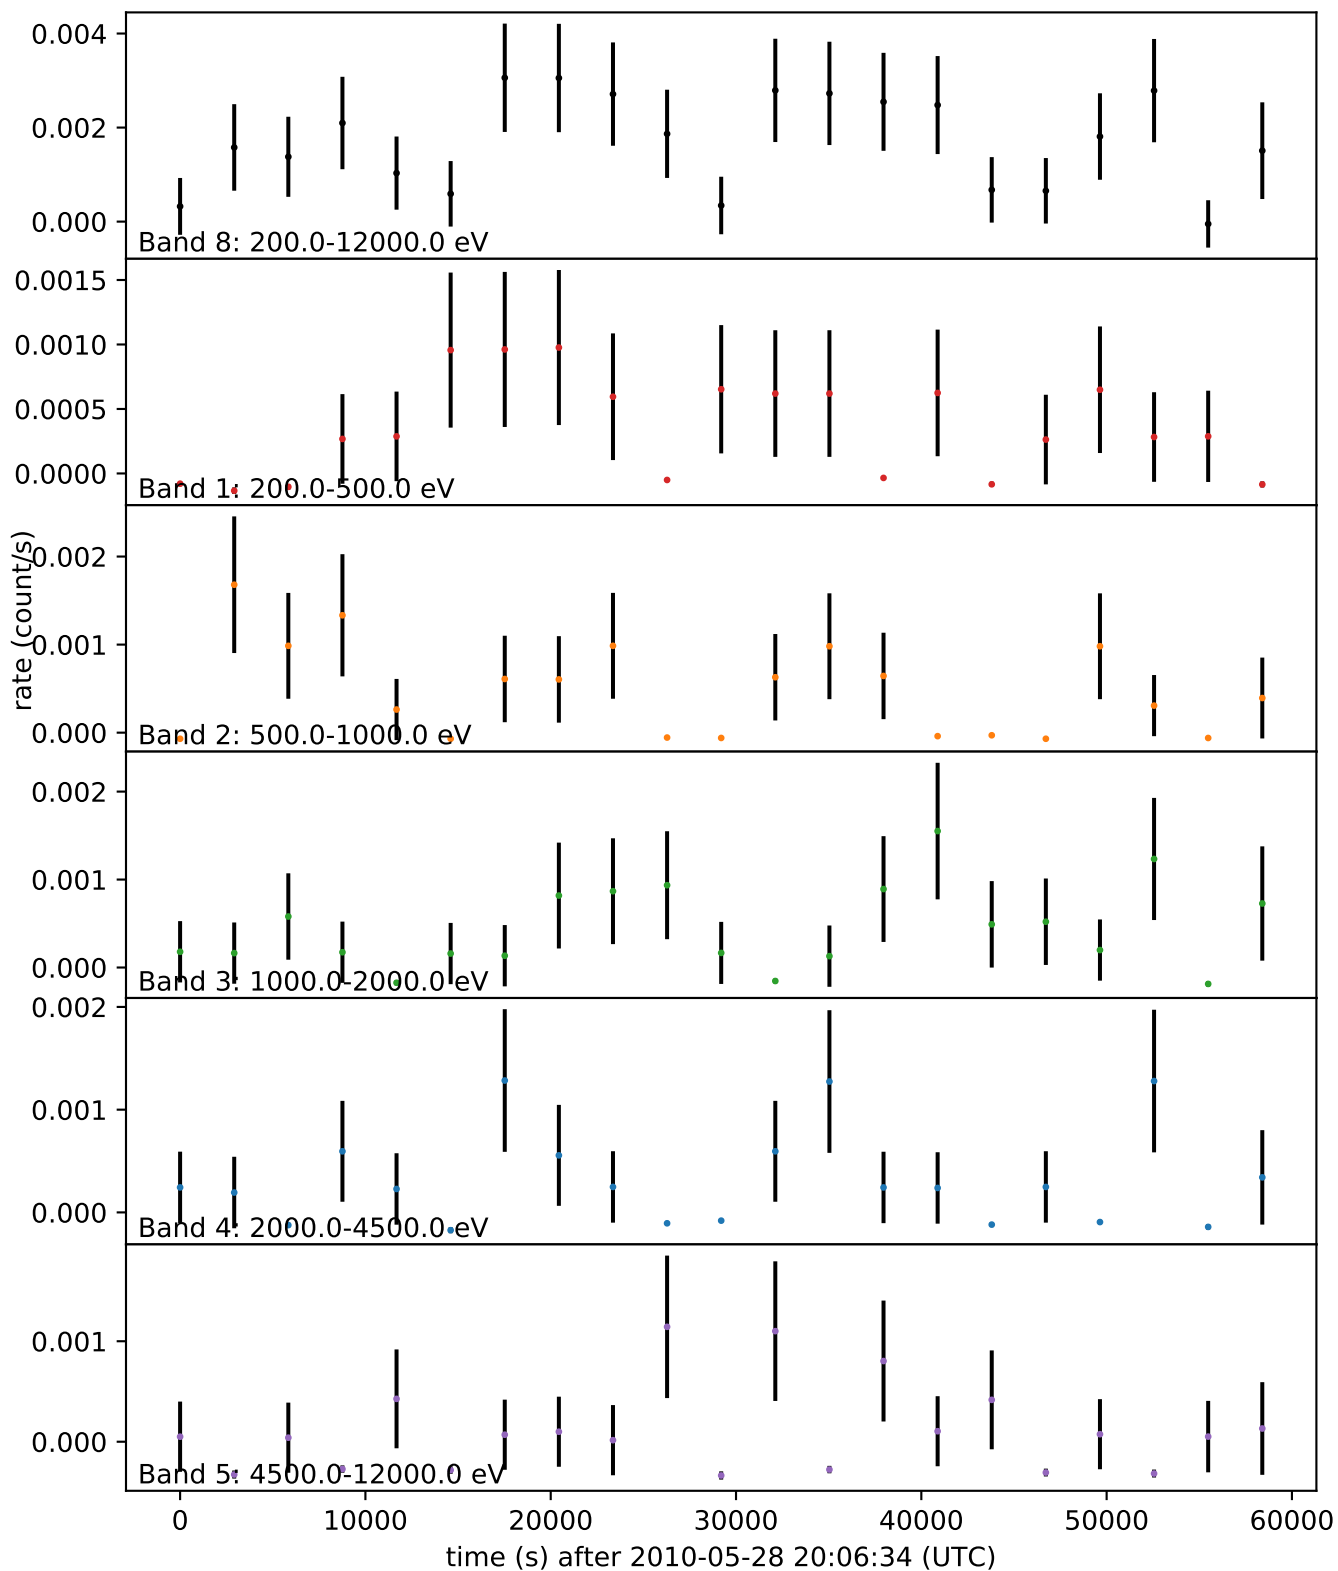 0.004
0.002
0.000
Band 8: 200.0-12000.0 eV
0.0015
0.0010
0.0005
0.0000
Band 1: 200.0-500.0 eV
rate (count/s)
0.002
0.001
0.000
Band 2: 500.0-1000.0 eV
0.002
0.001
0.000
Band 3: 1000.0-2000.0 eV
0.002
0.001
0.000
Band 4: 2000.0-4500.0 eV
0.001
0.000
Band 5: 4500.0-12000.0 eV
0 10000 20000 30000 40000 50000 60000
time (s) after 2010-05-28 20:06:34 (UTC)